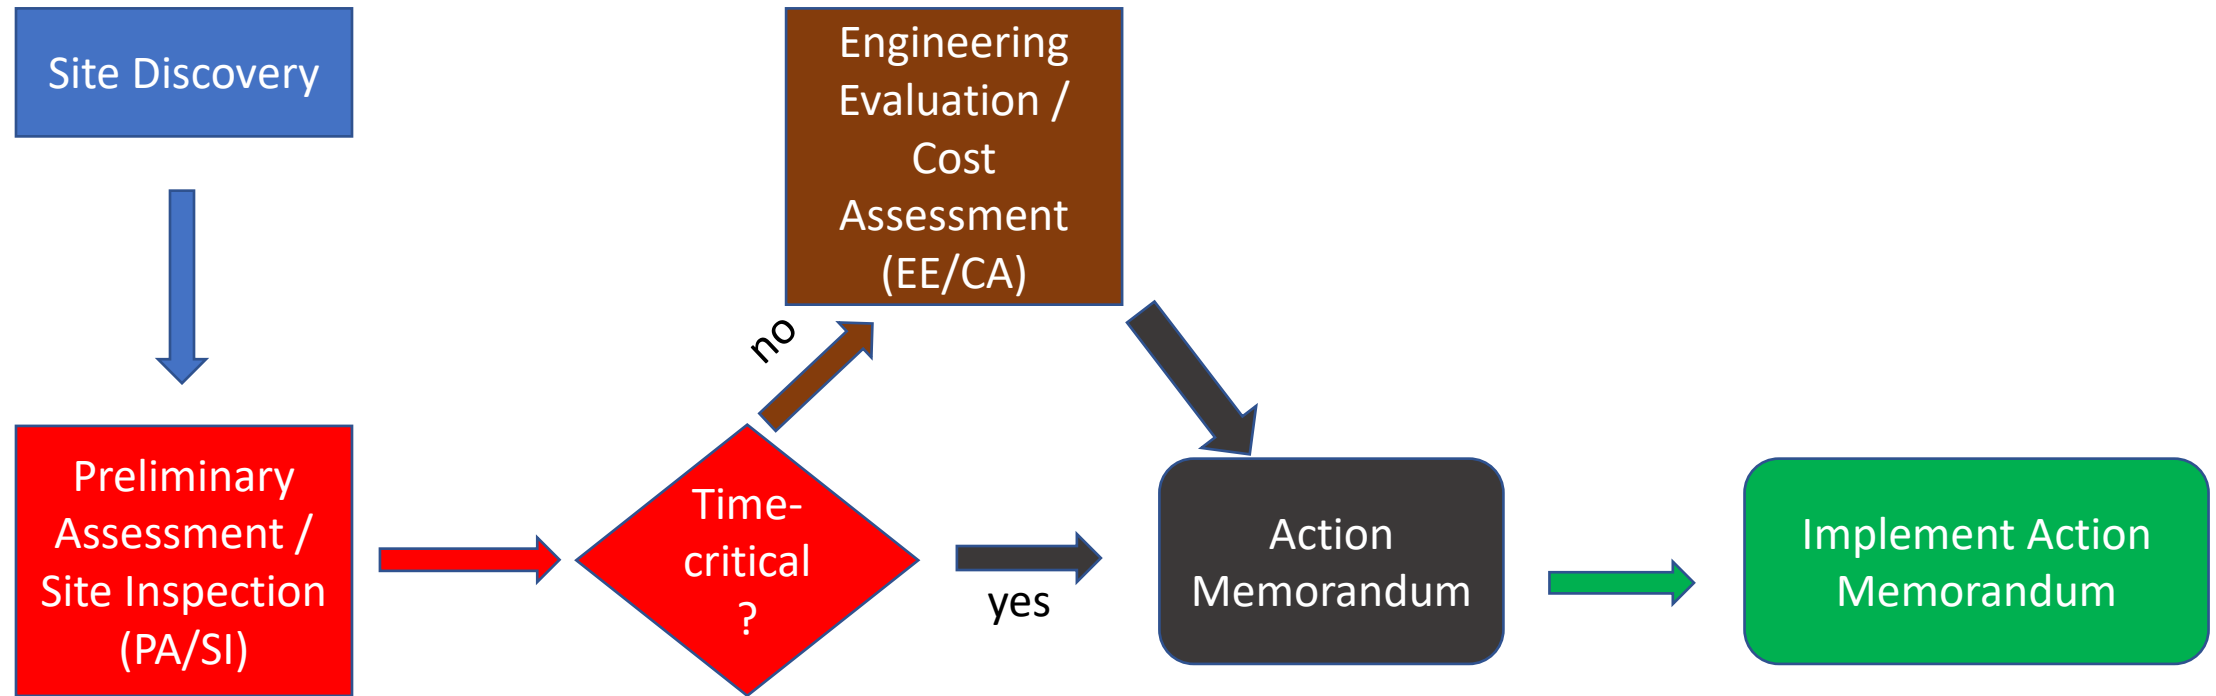 Site Discovery
Engineering
Evaluation /
Cost
Assessment
(EE/CA)
no
Preliminary
Assessment /
Site Inspection
(PA/SI)
Time-
critical
?
yes
Action
Memorandum
Implement Action
Memorandum